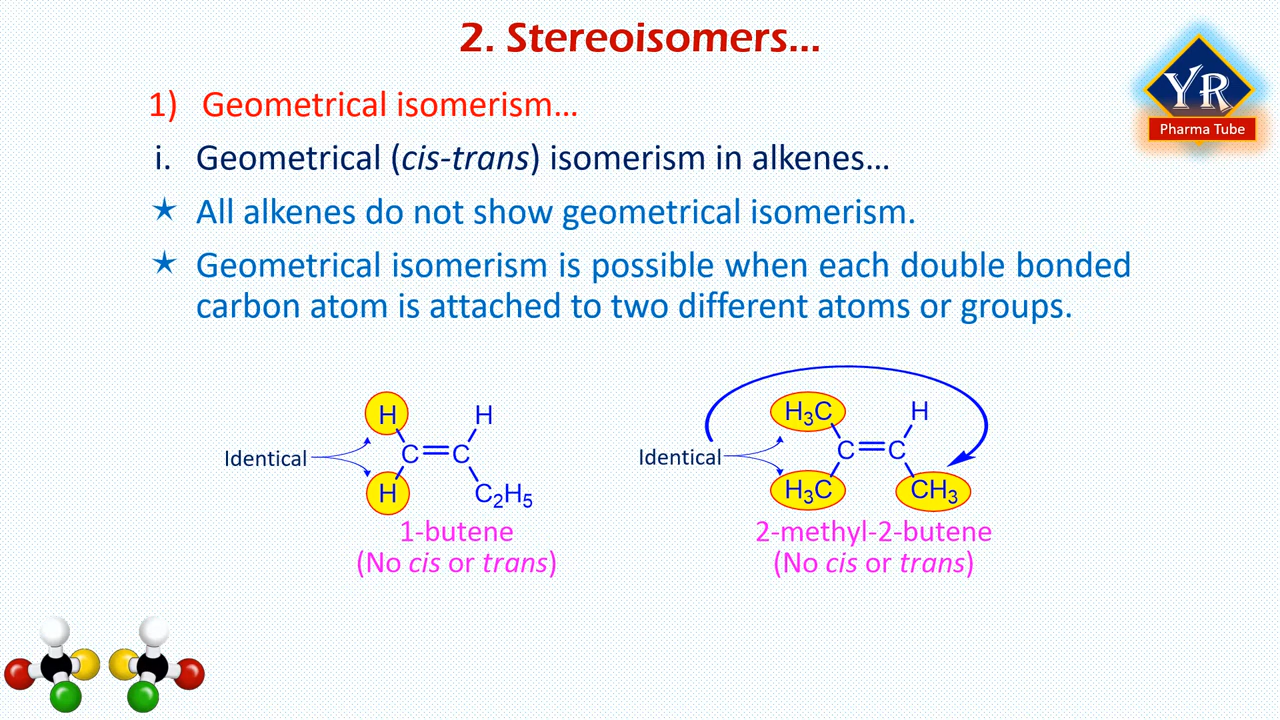 2. Stereoisomers...
YR
Pharma Tube
1) Geometrical isomerism...
i. Geometrical (cis-trans) isomerism in alkenes...
★ All alkenes do not show geometrical isomerism.
★ Geometrical isomerism is possible when each double bonded
carbon atom is attached to two different atoms or groups.
H H
Identical C=C
H C₂H₅
1-butene
(No cis or trans)
H₃C H
Identical C=C
H₃C CH₃
2-methyl-2-butene
(No cis or trans)